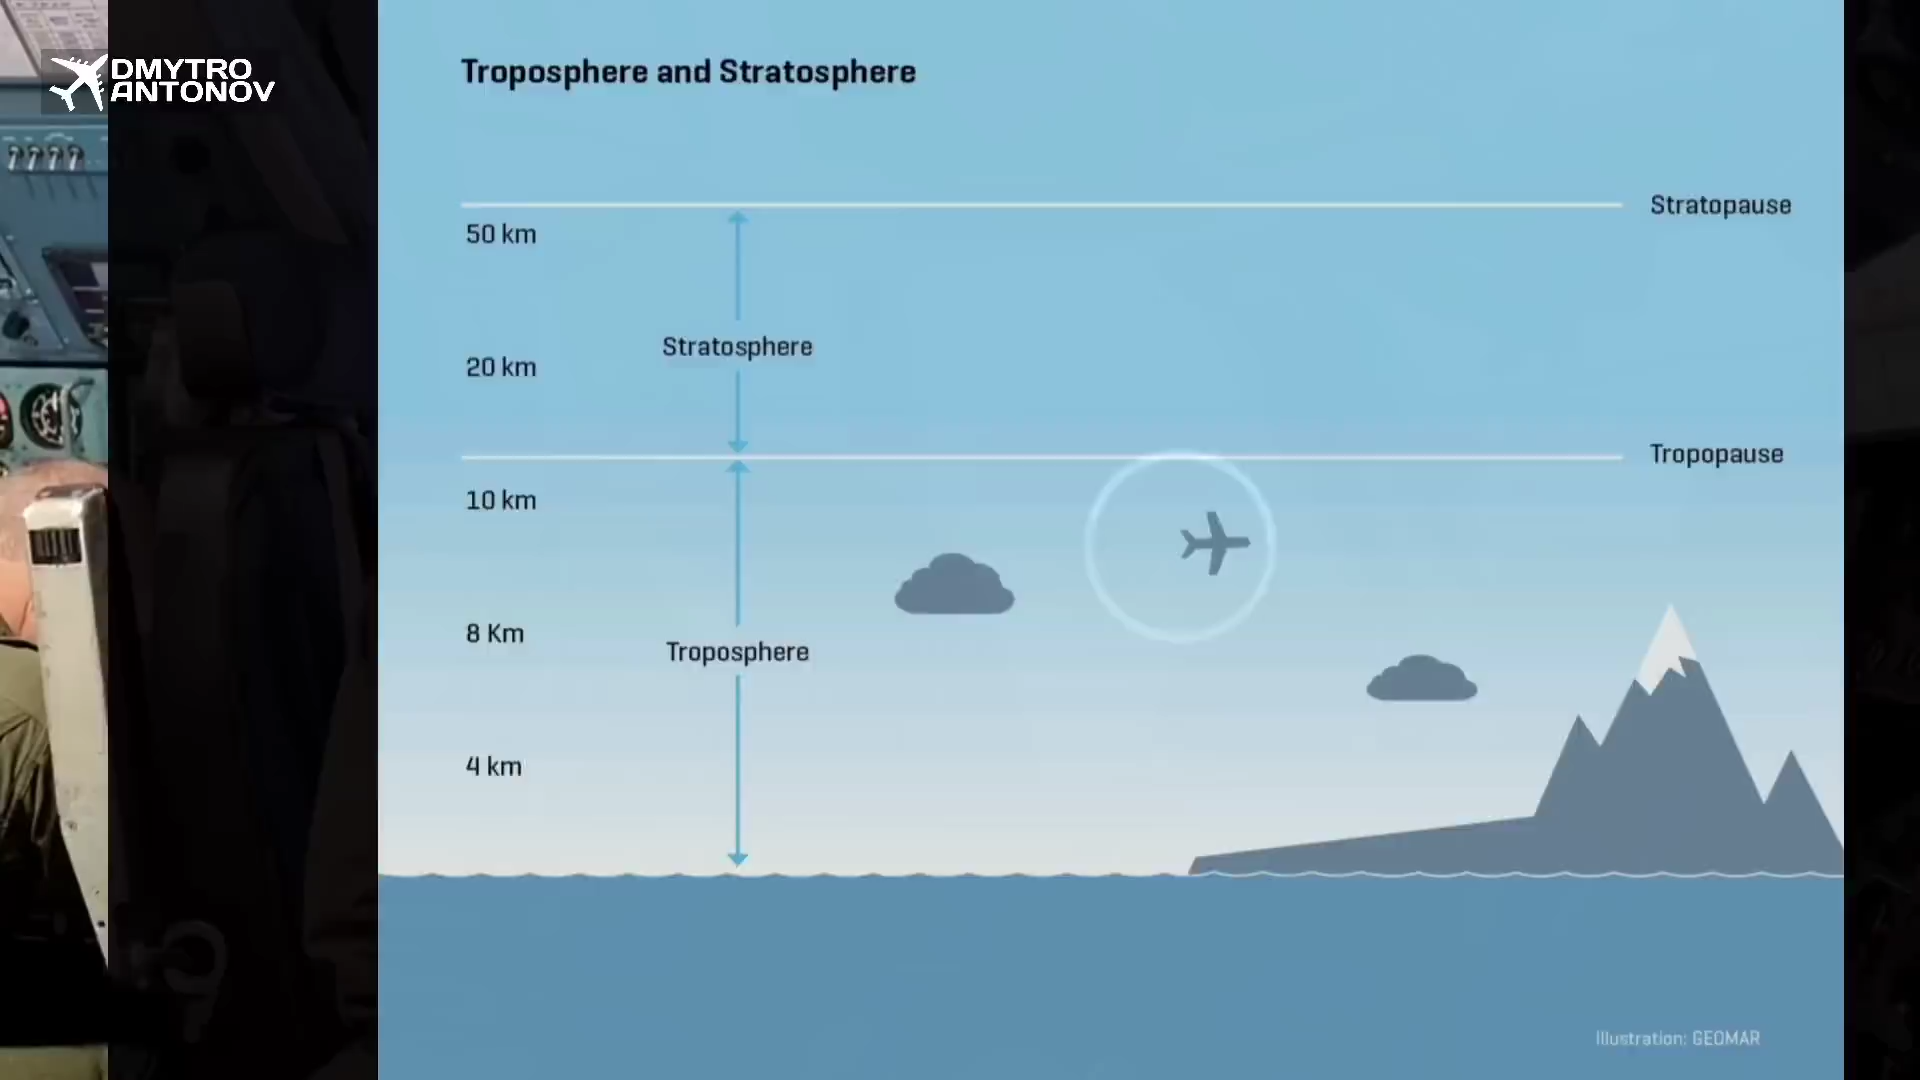 DMYTRO
ANTONOV
Troposphere and Stratosphere
Stratopause
50 km
Stratosphere
20 km
Tropopause
10 km
8 Km
Troposphere
4 km
Illustration: GEOMAR